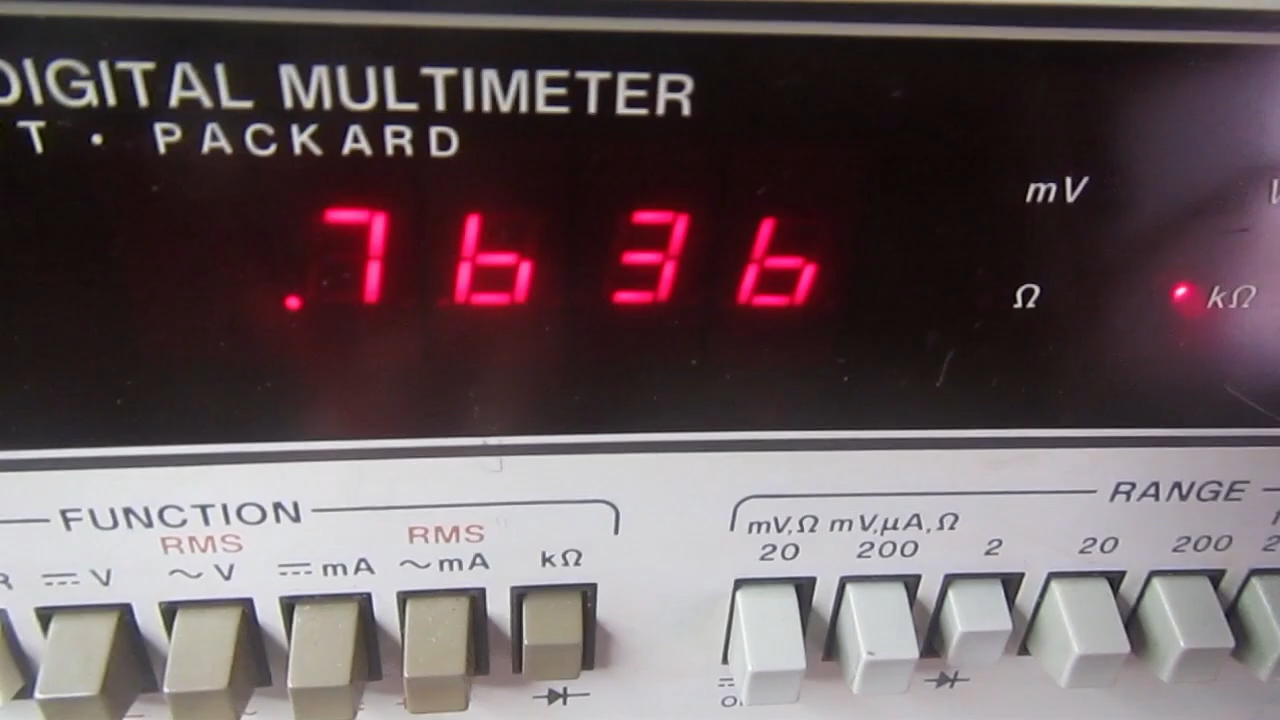 DIGITAL MULTIMETER
T · PACKARD
mV
.7636
Ω kΩ
FUNCTION
RANGE
RMS RMS
mV,Ω mV,μA,Ω
V ~V mA ~mA kΩ
20 200 2 20 200